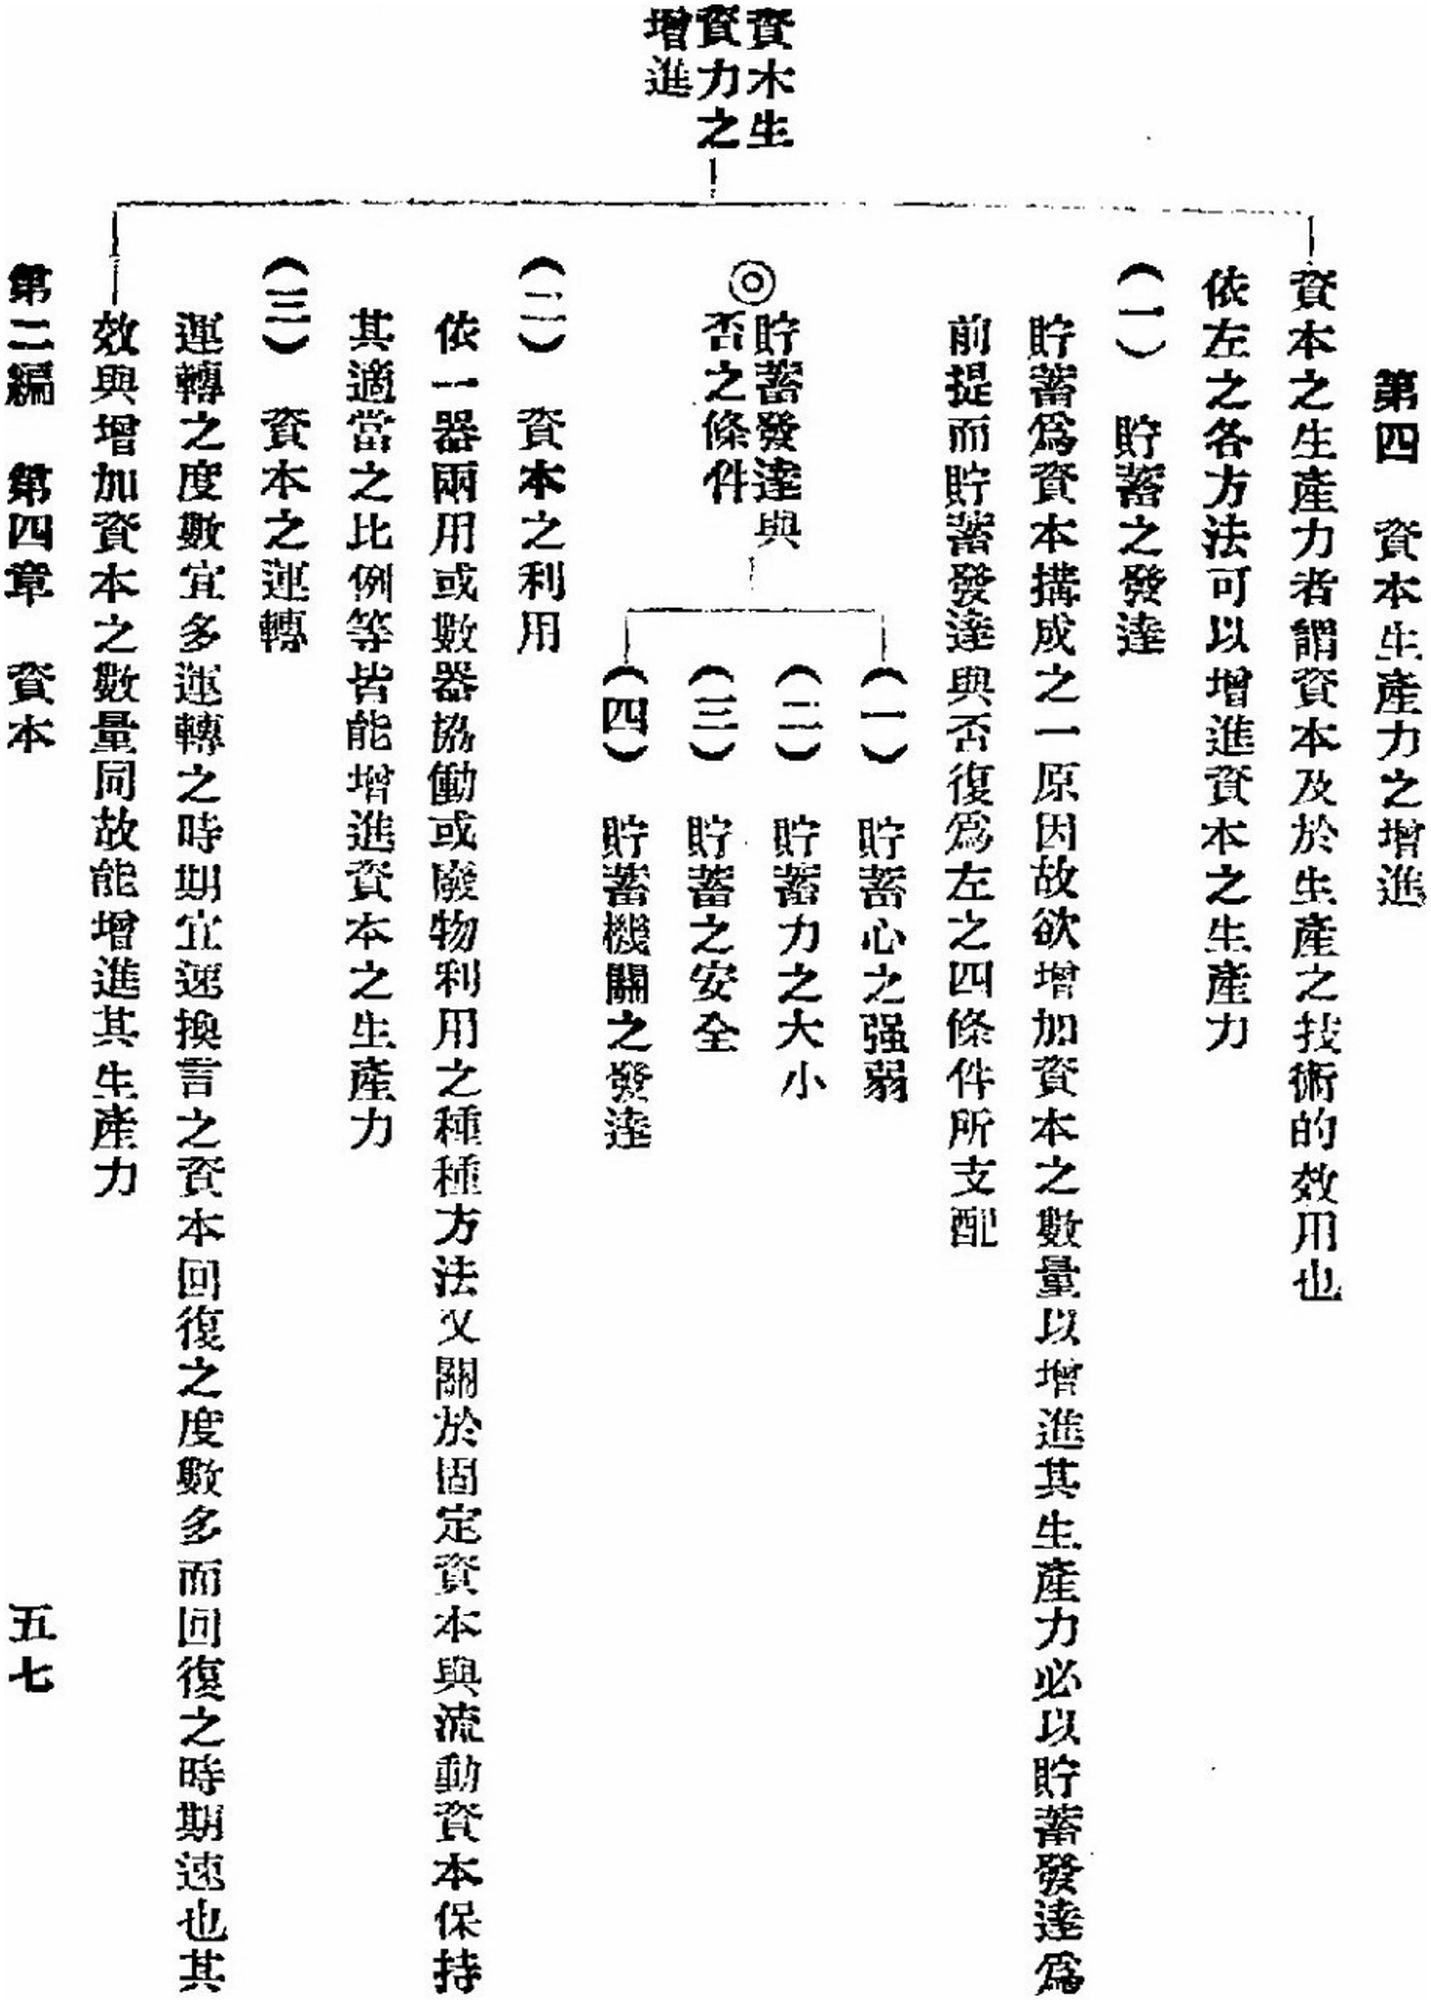 第四　資本生產力之增進
資木生
資力之
增進
資本之生產力者謂資本及於生產之技術的效用也
依左之各方法可以增進資本之生產力
（一）　貯蓄之發達
貯蓄爲資本搆成之一原因故欲增加資本之數量以增進其生產力必以貯蓄發達爲
前提而貯蓄發達與否復爲左之四條件所支配
◎貯蓄發達與
否之條件
（一）　貯蓄心之强弱
（二）　貯蓄力之大小
（三）　貯蓄之安全
（四）　貯蓄機關之發達
（二）　資本之利用
依一器兩用或數器協働或廢物利用之種種方法又關於固定資本與流動資本保持
其適當之比例等皆能增進資本之生產力
（三）　資本之運轉
運轉之度數宜多運轉之時期宜速換言之資本回復之度數多而回復之時期速也其
效與增加資本之數量同故能增進其生產力
第二編　第四章　資本　五七